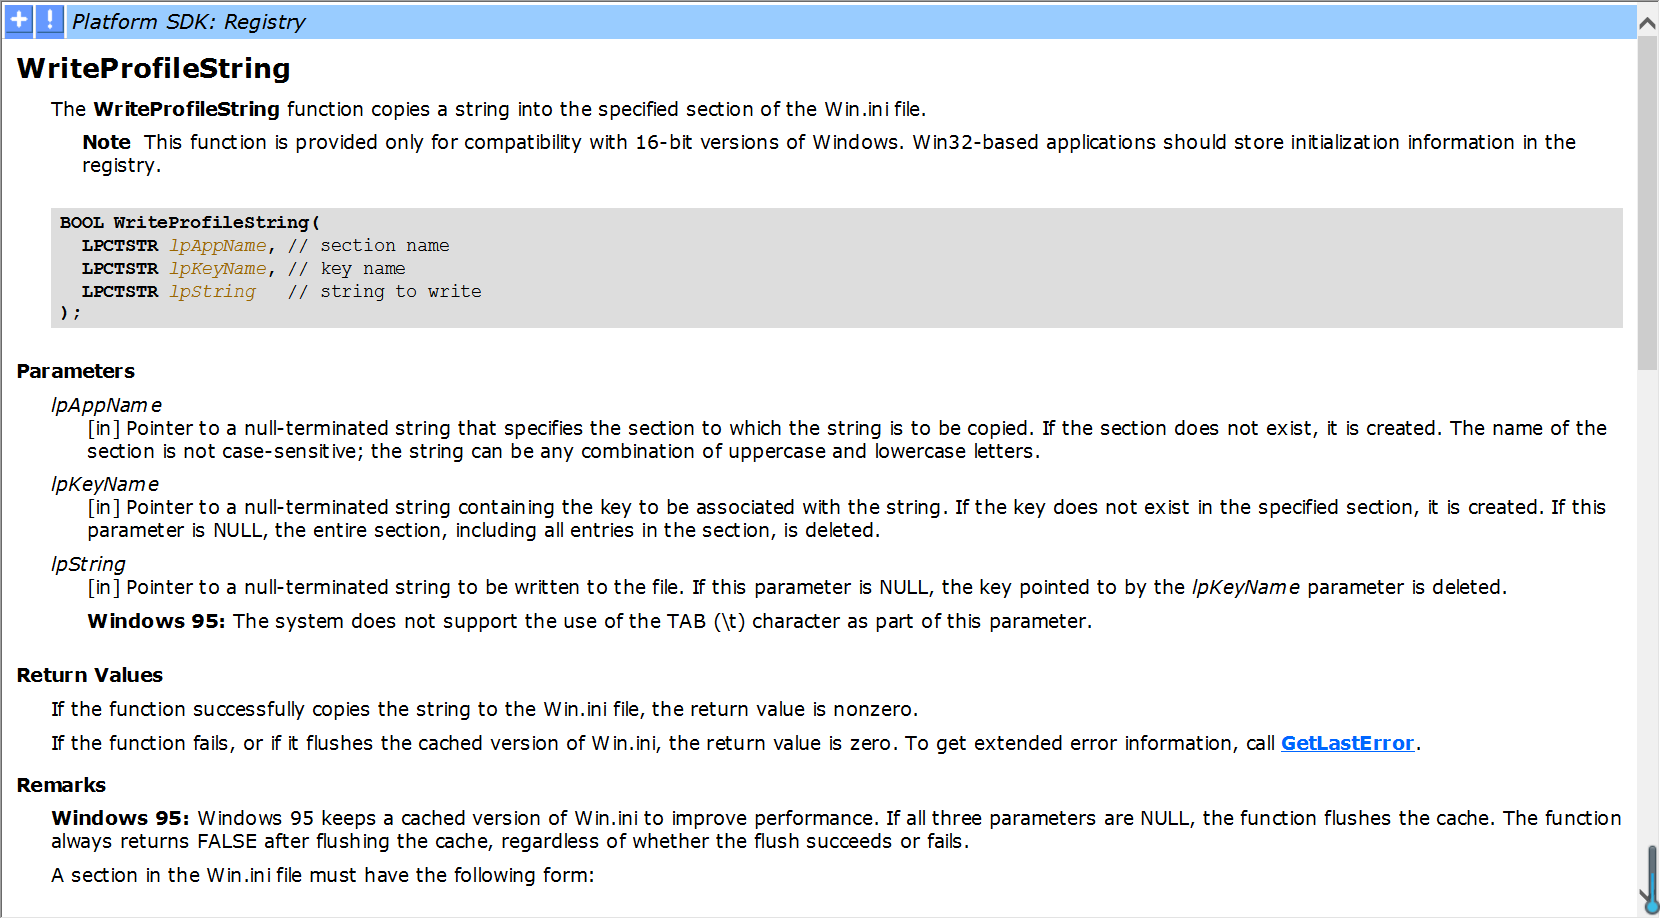 Platform SDK: Registry
WriteProfileString
The WriteProfileString function copies a string into the specified section of the Win.ini file.
Note  This function is provided only for compatibility with 16-bit versions of Windows. Win32-based applications should store initialization information in the
registry.
BOOL WriteProfileString(
  LPCTSTR lpAppName, // section name
  LPCTSTR lpKeyName, // key name
  LPCTSTR lpString   // string to write
);
Parameters
lpAppName
[in] Pointer to a null-terminated string that specifies the section to which the string is to be copied. If the section does not exist, it is created. The name of the
section is not case-sensitive; the string can be any combination of uppercase and lowercase letters.
lpKeyName
[in] Pointer to a null-terminated string containing the key to be associated with the string. If the key does not exist in the specified section, it is created. If this
parameter is NULL, the entire section, including all entries in the section, is deleted.
lpString
[in] Pointer to a null-terminated string to be written to the file. If this parameter is NULL, the key pointed to by the lpKeyName parameter is deleted.
Windows 95: The system does not support the use of the TAB (\t) character as part of this parameter.
Return Values
If the function successfully copies the string to the Win.ini file, the return value is nonzero.
If the function fails, or if it flushes the cached version of Win.ini, the return value is zero. To get extended error information, call GetLastError.
Remarks
Windows 95: Windows 95 keeps a cached version of Win.ini to improve performance. If all three parameters are NULL, the function flushes the cache. The function
always returns FALSE after flushing the cache, regardless of whether the flush succeeds or fails.
A section in the Win.ini file must have the following form: